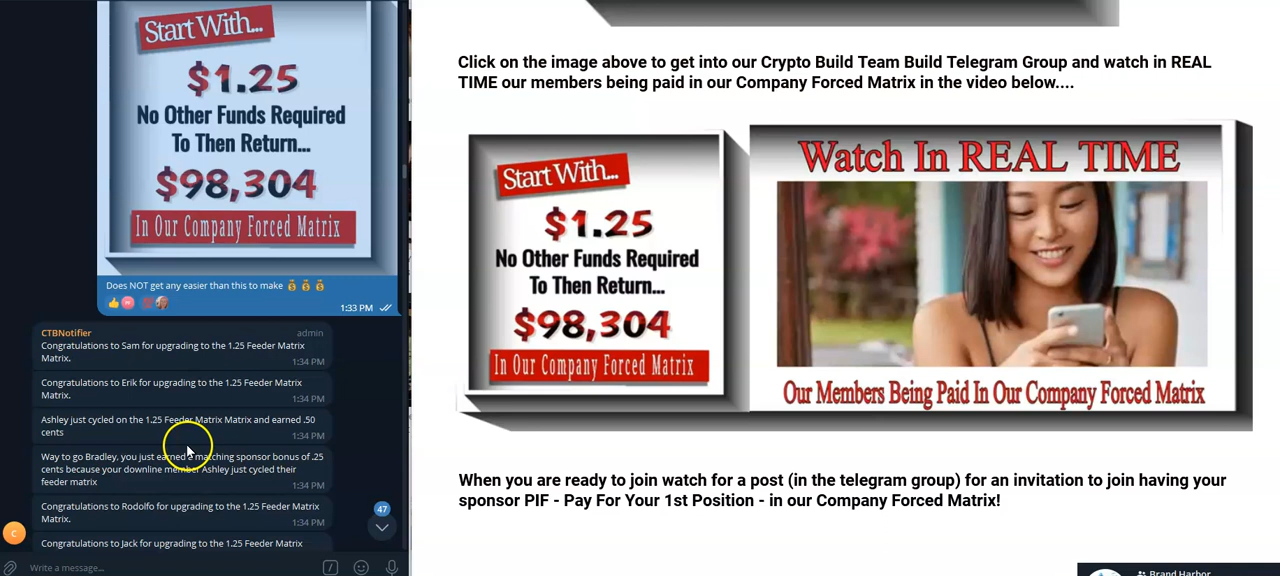 Start With...
$1.25
No Other Funds Required
To Then Return...
$98,304
In Our Company Forced Matrix
Does NOT get any easier than this to make 💰 💰 💰
1:33 PM
CTBNotifier admin
Congratulations to Sam for upgrading to the 1.25 Feeder Matrix
Matrix.
1:34 PM
Congratulations to Erik for upgrading to the 1.25 Feeder Matrix
Matrix.
1:34 PM
Ashley just cycled on the 1.25 Feeder Matrix Matrix and earned .50
cents
1:34 PM
Way to go Bradley, you just earned a matching sponsor bonus of .25
cents because your downline member Ashley just cycled their
feeder matrix
1:34 PM
Congratulations to Rodolfo for upgrading to the 1.25 Feeder Matrix
Matrix.
1:34 PM
Congratulations to Jack for upgrading to the 1.25 Feeder Matrix
47
C
Write a message...
Click on the image above to get into our Crypto Build Team Build Telegram Group and watch in REAL
TIME our members being paid in our Company Forced Matrix in the video below....
Start With...
$1.25
No Other Funds Required
To Then Return...
$98,304
In Our Company Forced Matrix
Watch In REAL TIME
Our Members Being Paid In Our Company Forced Matrix
When you are ready to join watch for a post (in the telegram group) for an invitation to join having your
sponsor PIF - Pay For Your 1st Position - in our Company Forced Matrix!
Brand Harbor